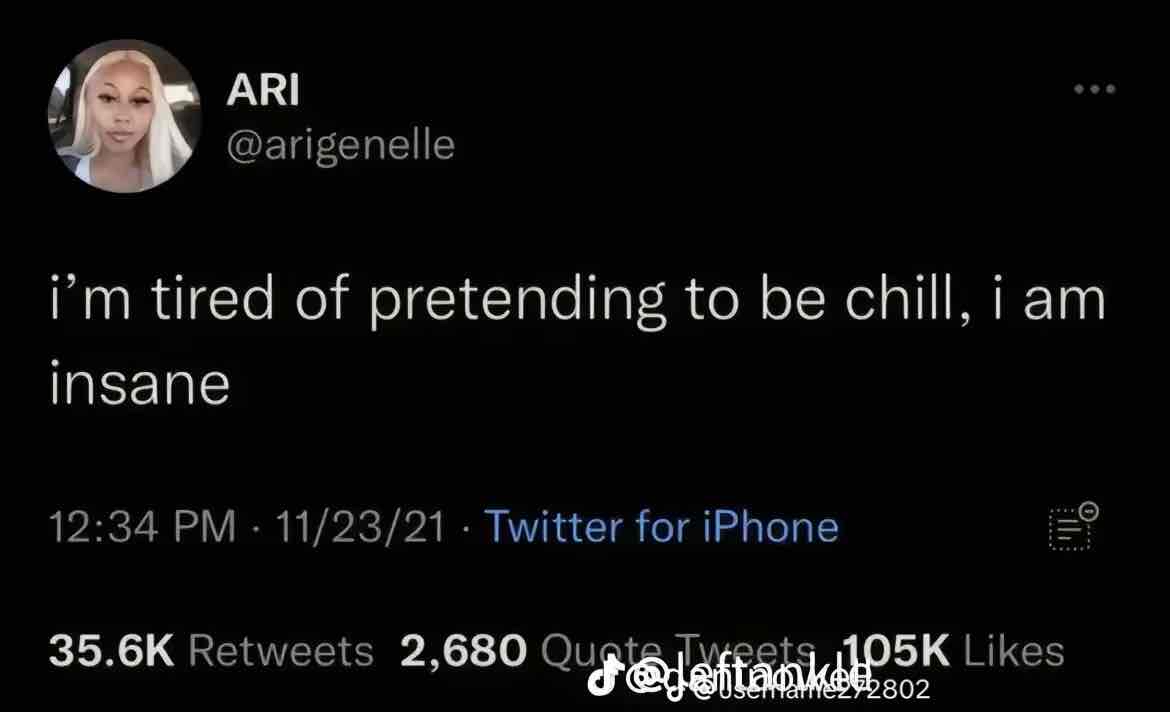 ARI
@arigenelle
i’m tired of pretending to be chill, i am
insane
12:34 PM · 11/23/21 · Twitter for iPhone
35.6K Retweets 2,680 Quote Tweets 105K Likes
@username272802